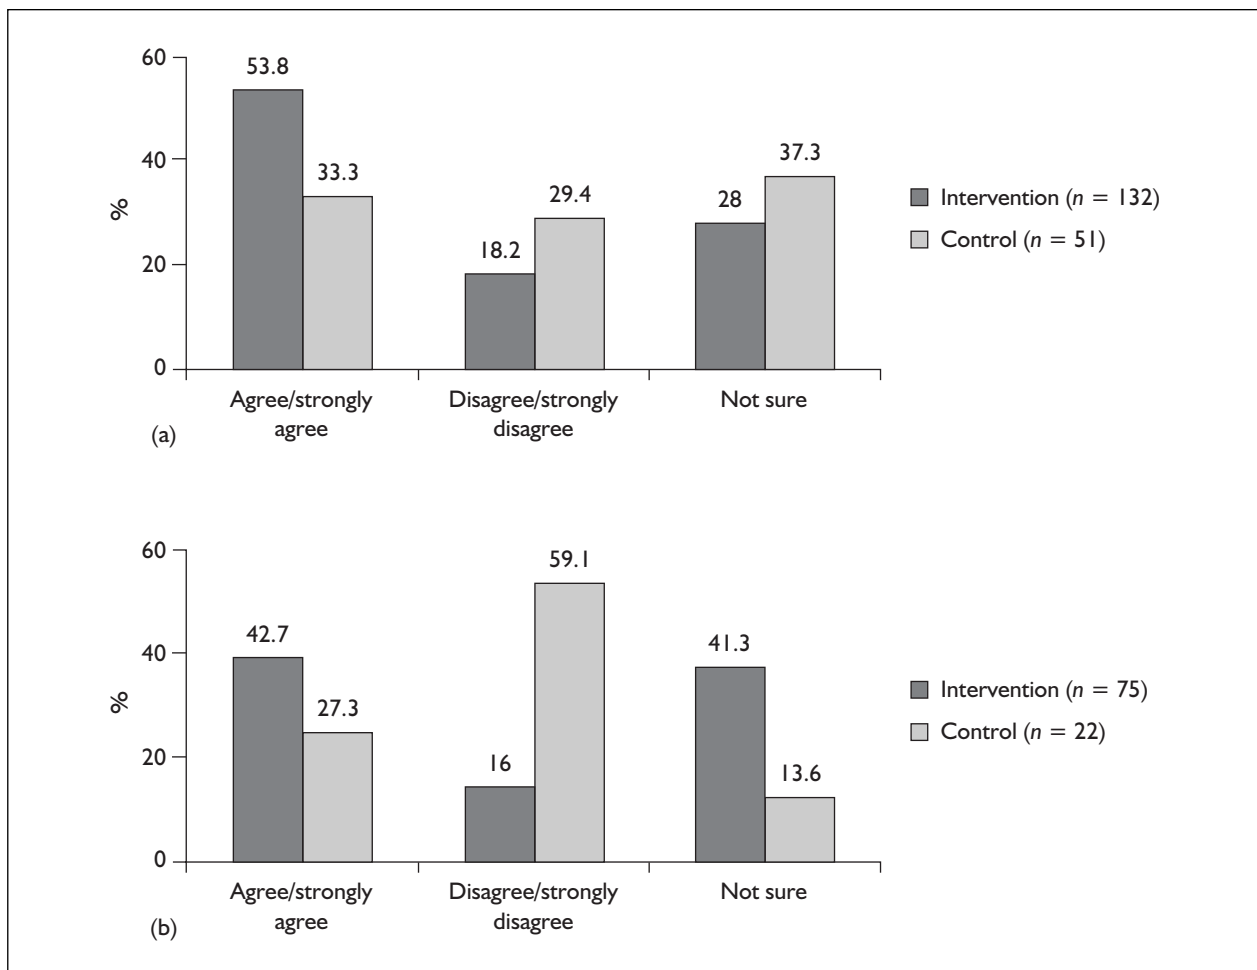 60
53.8
40
37.3
33.3
29.4
28
%
Intervention (n = 132)
Control (n = 51)
20
18.2
0
Agree/strongly agree
Disagree/strongly disagree
Not sure
(a)
60
59.1
42.7
41.3
40
%
27.3
Intervention (n = 75)
Control (n = 22)
20
16
13.6
0
Agree/strongly agree
Disagree/strongly disagree
Not sure
(b)